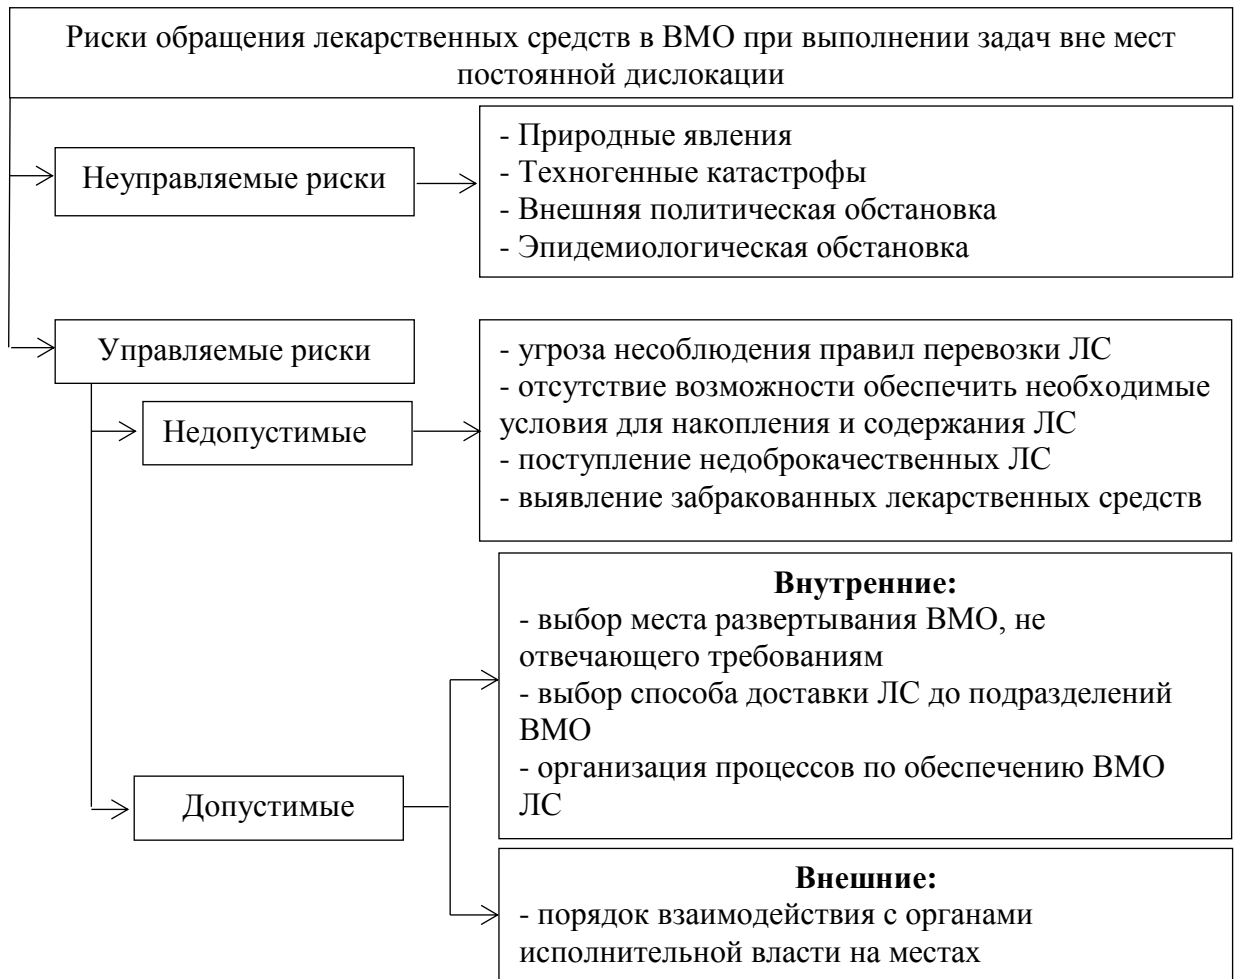 Риски обращения лекарственных средств в ВМО при выполнении задач вне мест
постоянной дислокации
Неуправляемые риски
- Природные явления
- Техногенные катастрофы
- Внешняя политическая обстановка
- Эпидемиологическая обстановка
Управляемые риски
Недопустимые
- угроза несоблюдения правил перевозки ЛС
- отсутствие возможности обеспечить необходимые
условия для накопления и содержания ЛС
- поступление недоброкачественных ЛС
- выявление забракованных лекарственных средств
Допустимые
Внутренние:
- выбор места развертывания ВМО, не
отвечающего требованиям
- выбор способа доставки ЛС до подразделений
ВМО
- организация процессов по обеспечению ВМО
ЛС
Внешние:
- порядок взаимодействия с органами
исполнительной власти на местах